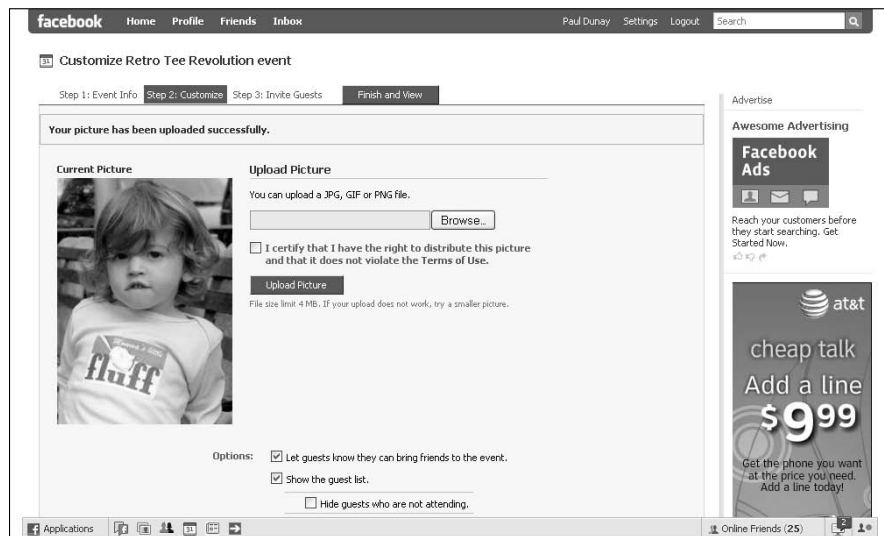 facebook Home Profile Friends Inbox Paul Dunay Settings Logout Search
31 Customize Retro Tee Revolution event
Step 1: Event Info Step 2: Customize Step 3: Invite Guests Finish and View
Your picture has been uploaded successfully.
Current Picture
fluff
Upload Picture
You can upload a JPG, GIF or PNG file.
Browse...
I certify that I have the right to distribute this picture
and that it does not violate the Terms of Use.
Upload Picture
File size limit 4 MB. If your upload does not work, try a smaller picture.
Options:
Let guests know they can bring friends to the event.
Show the guest list.
Hide guests who are not attending.
Advertise
Awesome Advertising
Facebook
Ads
Reach your customers before
they start searching. Get
Started Now.
at&t
cheap talk
Add a line
$9.99
Get the phone you want
at the price you need.
Add a line today!
Applications 31 Online Friends (25) 2